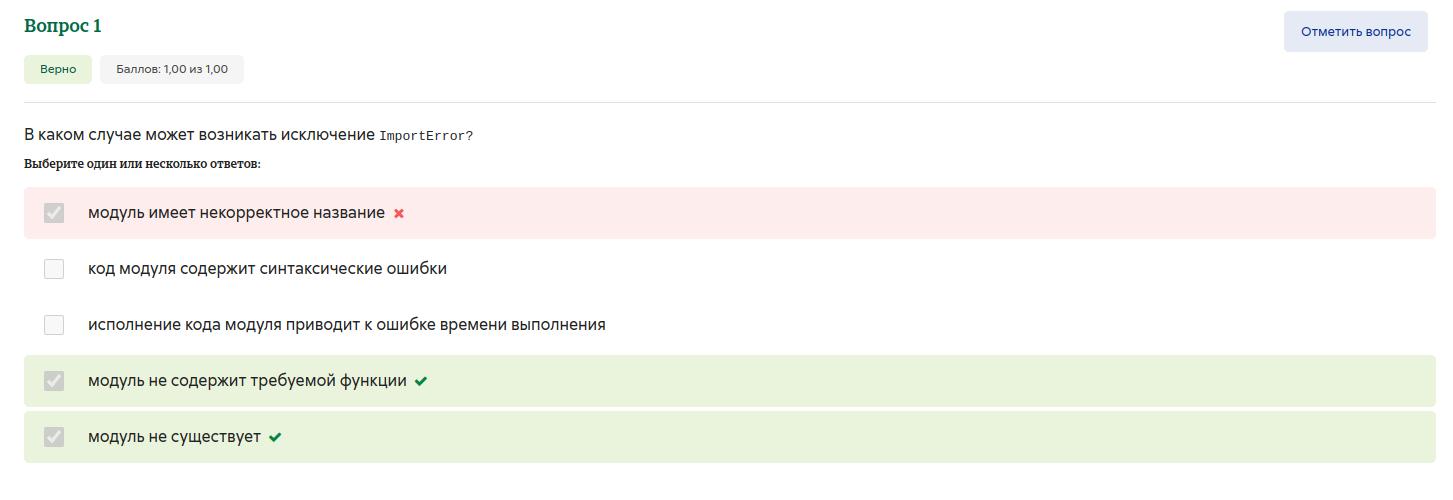 Вопрос 1
Отметить вопрос
Верно
Баллов: 1,00 из 1,00
В каком случае может возникать исключение ImportError?
Выберите один или несколько ответов:
модуль имеет некорректное название
код модуля содержит синтаксические ошибки
исполнение кода модуля приводит к ошибке времени выполнения
модуль не содержит требуемой функции
модуль не существует